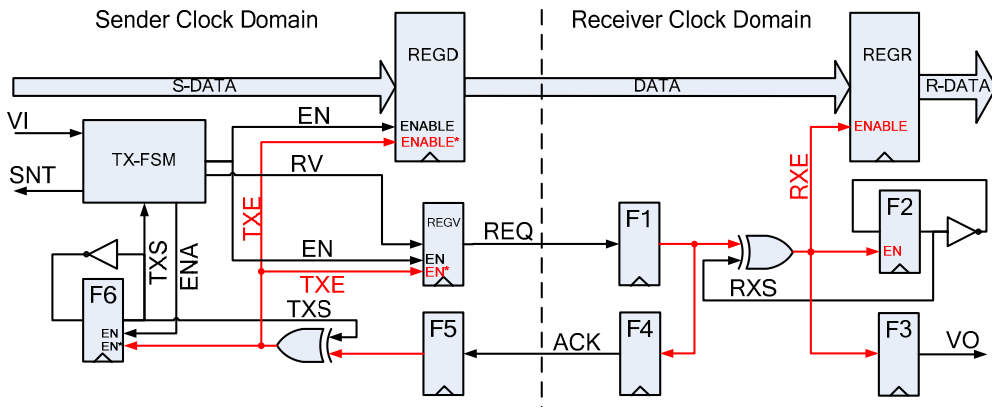 Sender Clock Domain
Receiver Clock Domain
REGD
REGR
S-DATA
DATA
R-DATA
VI
EN
ENABLE
ENABLE*
ENABLE
TX-FSM
RV
SNT
RXE
TXE
REGV
REQ
F1
F2
EN
EN
EN*
EN
TXS
ENA
TXE
RXS
F6
TXS
F5
ACK
F4
F3
VO
EN
EN*